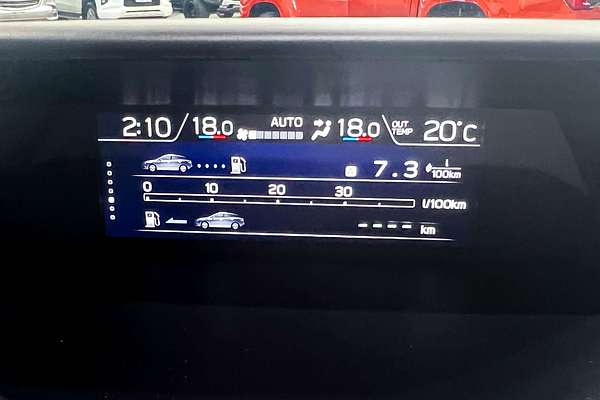 2:10 18.0 AUTO 18.0 OUT TEMP 20°C
7.3 l/100km
0 10 20 30 l/100km
---- km